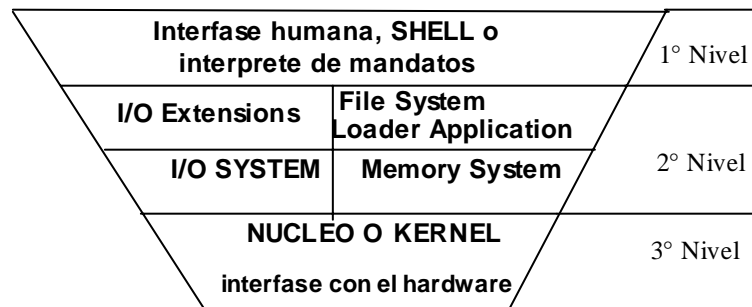 Interfase humana, SHELL o
interprete de mandatos
1° Nivel
I/O Extensions
File System
Loader Application
I/O SYSTEM
Memory System
2° Nivel
NUCLEO O KERNEL
interfase con el hardware
3° Nivel